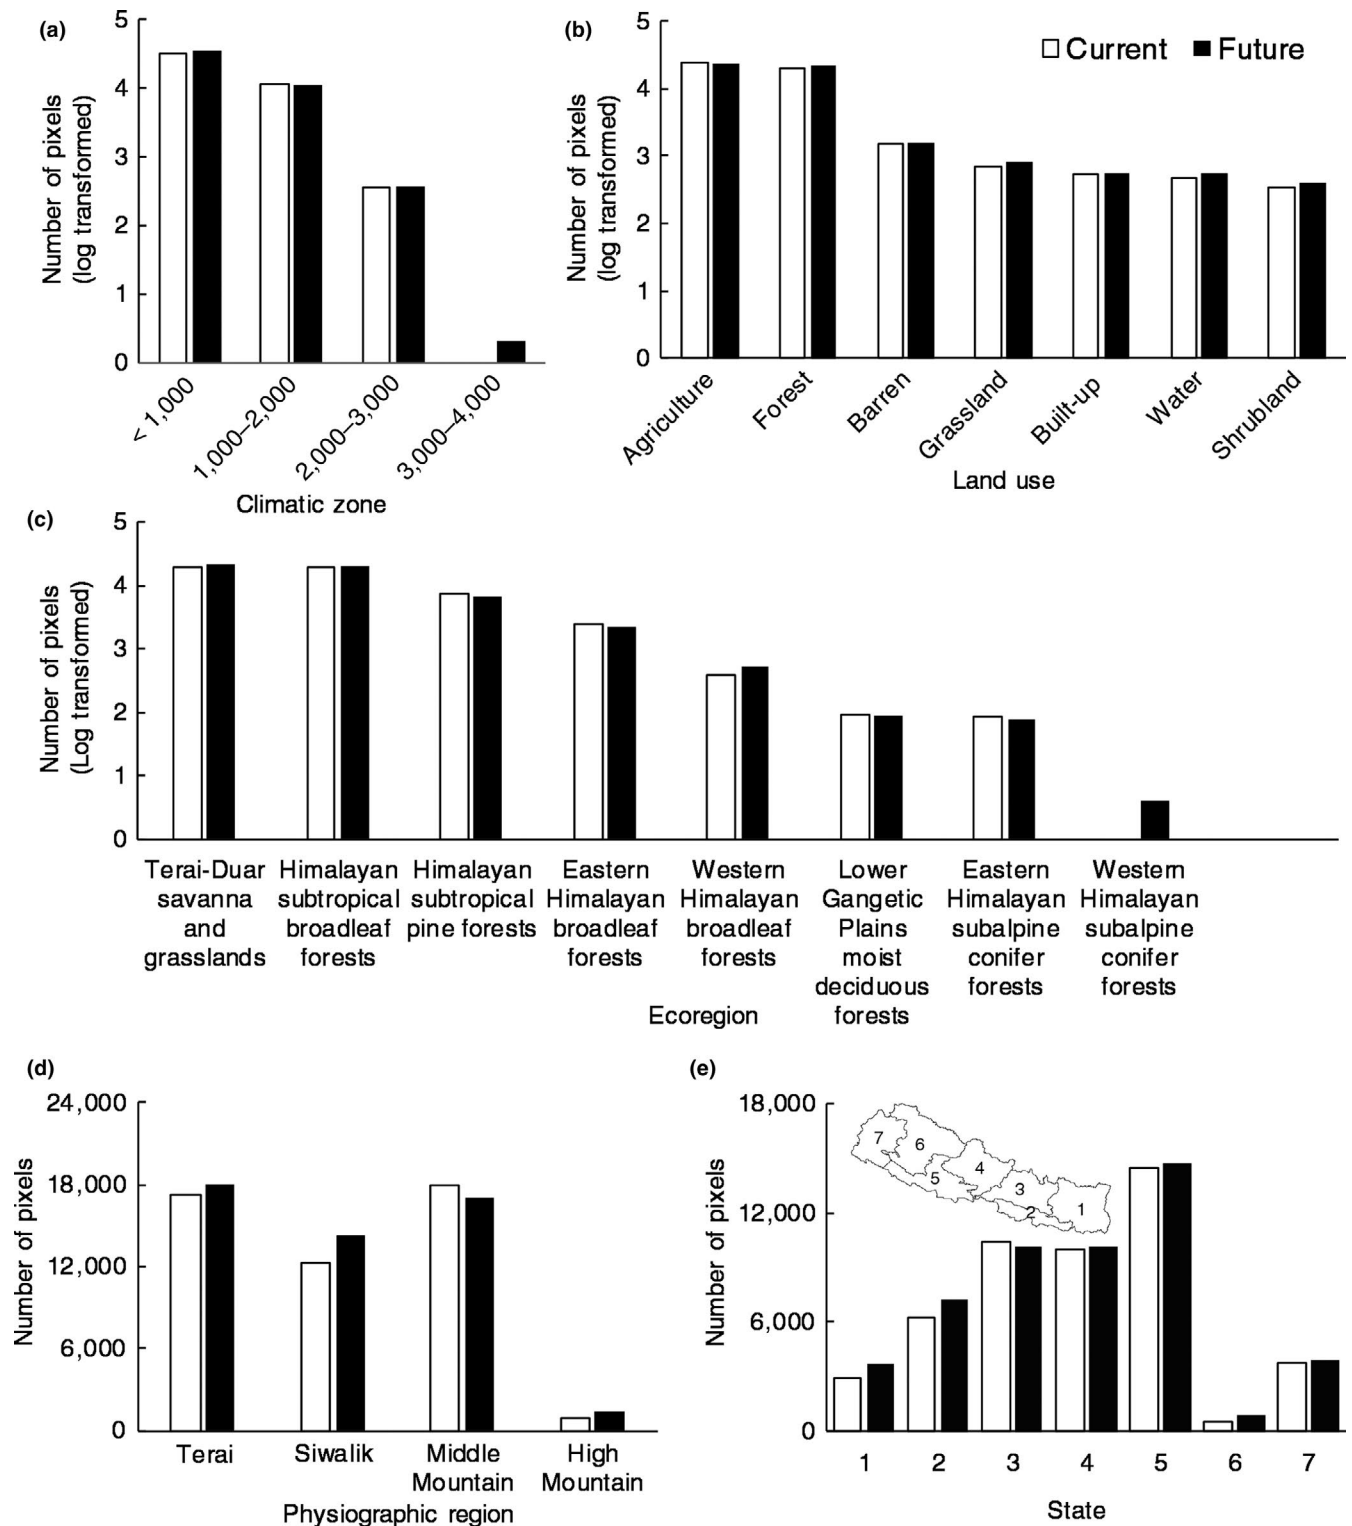 (a)
5
4
3
2
1
0
Number of pixels
(log transformed)
< 1,000
1,000–2,000
2,000–3,000
3,000–4,000
Climatic zone
(b)
Current
Future
5
4
3
2
1
0
Number of pixels
(log transformed)
Agriculture
Forest
Barren
Grassland
Built-up
Water
Shrubland
Land use
(c)
5
4
3
2
1
0
Number of pixels
(Log transformed)
Terai-Duar
savanna
and
grasslands
Himalayan
subtropical
broadleaf
forests
Himalayan
subtropical
pine forests
Eastern
Himalayan
broadleaf
forests
Western
Himalayan
broadleaf
forests
Lower
Gangetic
Plains
moist
deciduous
forests
Eastern
Himalayan
subalpine
conifer
forests
Western
Himalayan
subalpine
conifer
forests
Ecoregion
(d)
24,000
18,000
12,000
6,000
0
Number of pixels
Terai
Siwalik
Middle
Mountain
High
Mountain
Physiographic region
(e)
18,000
12,000
6,000
0
Number of pixels
7
6
5
4
3
2
1
1
2
3
4
5
6
7
State